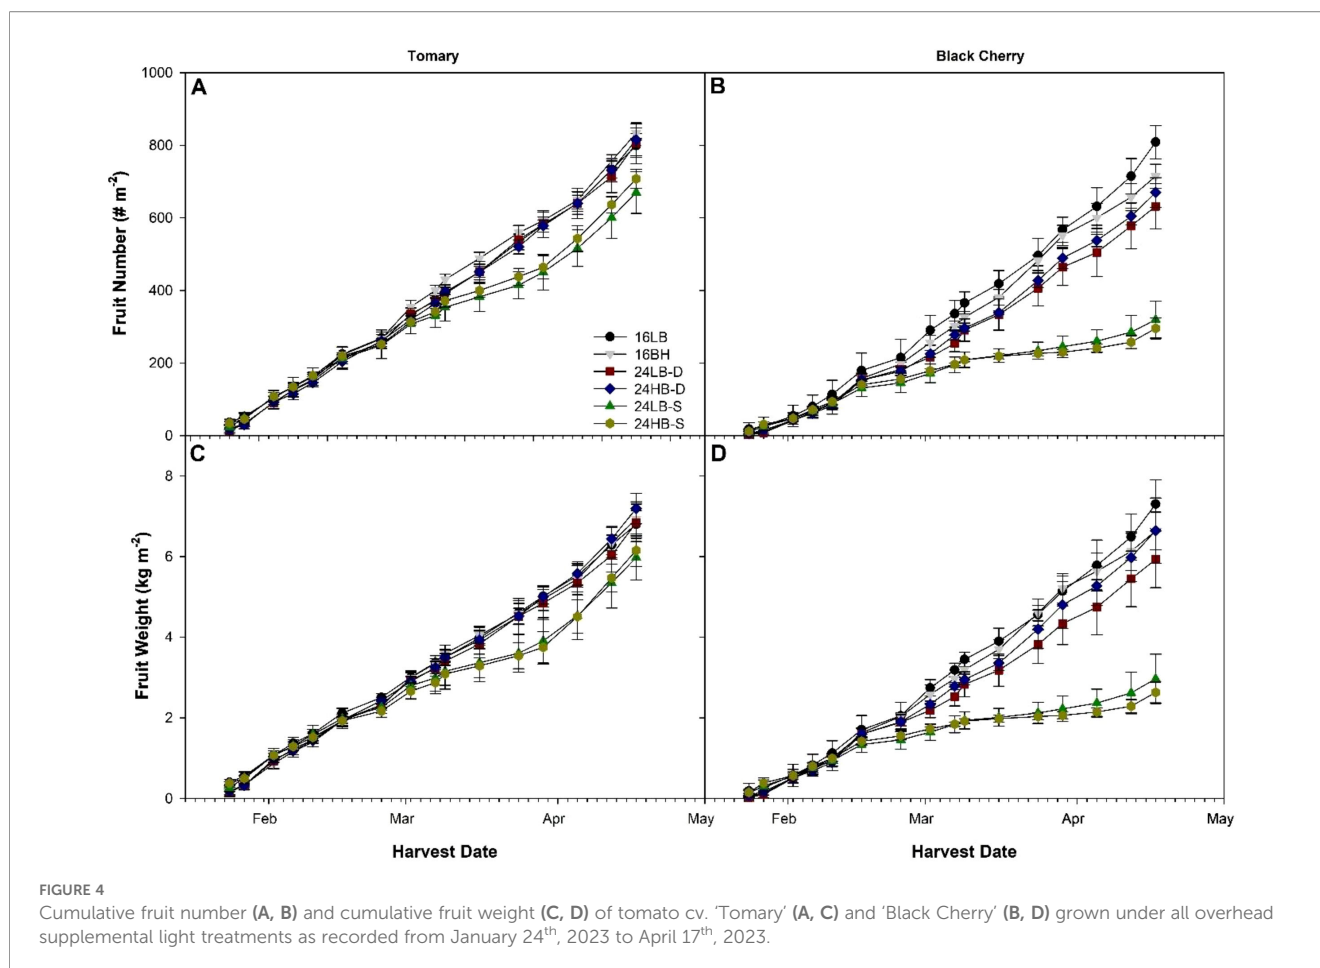 Tomary
Black Cherry
A
B
1000
800
600
400
200
0
Fruit Number (# m-2)
16LB
16BH
24LB-D
24HB-D
24LB-S
24HB-S
C
D
8
6
4
2
0
Fruit Weight (kg m-2)
Feb Mar Apr May
Feb Mar Apr May
Harvest Date
Harvest Date
FIGURE 4
Cumulative fruit number (A, B) and cumulative fruit weight (C, D) of tomato cv. ‘Tomary’ (A, C) and ‘Black Cherry’ (B, D) grown under all overhead
supplemental light treatments as recorded from January 24th, 2023 to April 17th, 2023.